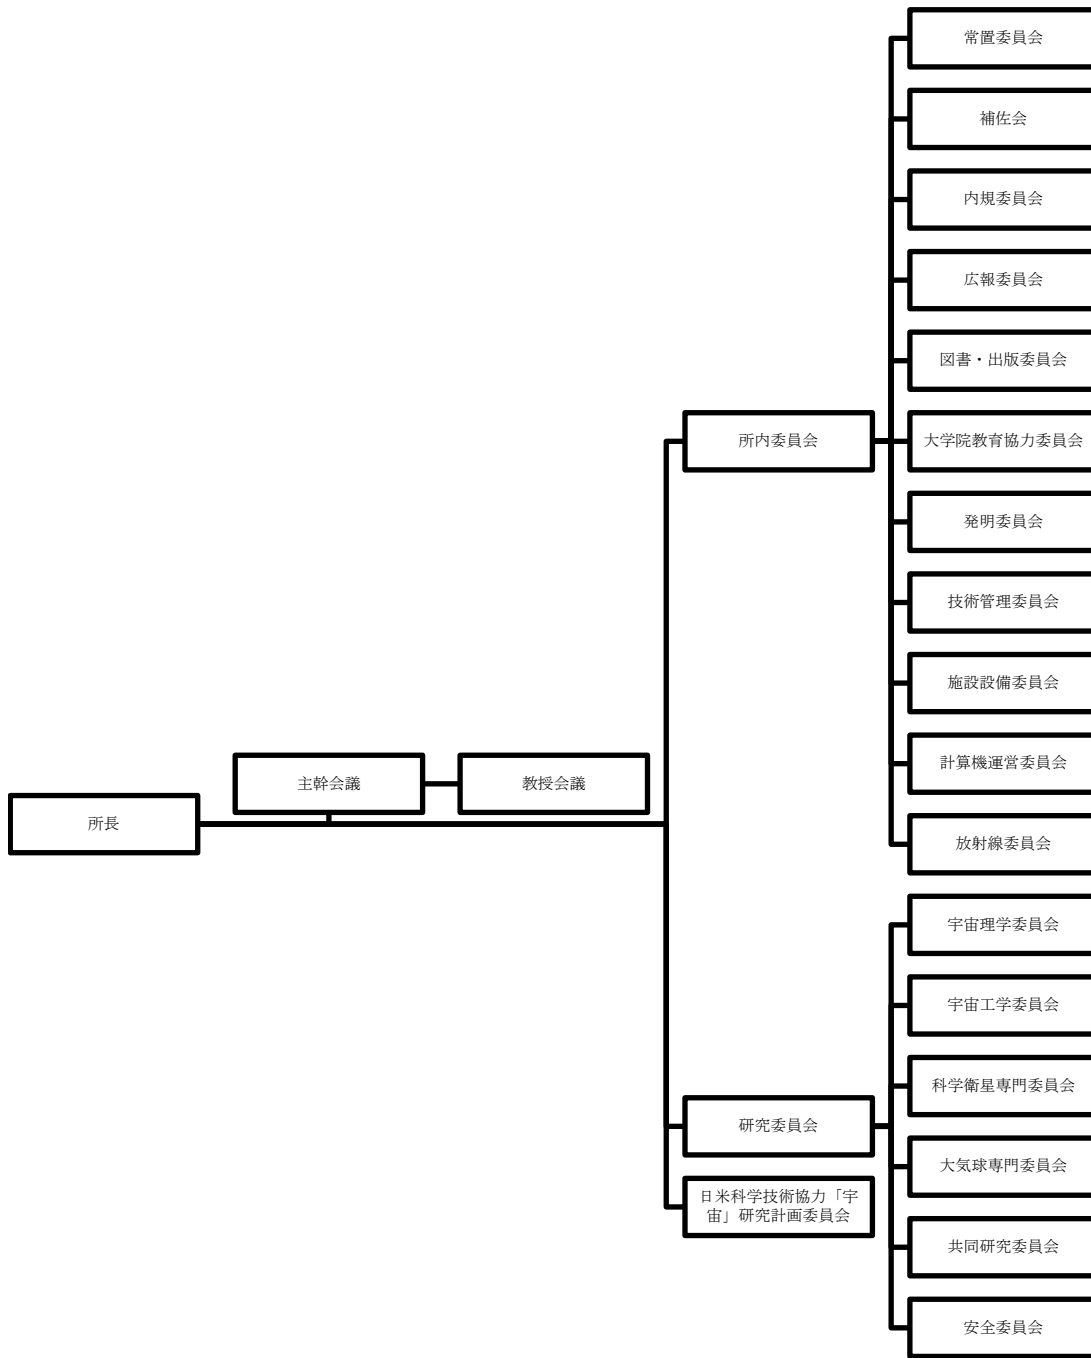 常置委員会
補佐会
内規委員会
広報委員会
図書・出版委員会
所内委員会
大学院教育協力委員会
発明委員会
技術管理委員会
施設設備委員会
主幹会議
教授会議
計算機運営委員会
所長
放射線委員会
宇宙理学委員会
宇宙工学委員会
科学衛星専門委員会
研究委員会
大気球専門委員会
日米科学技術協力「宇
宙」研究計画委員会
共同研究委員会
安全委員会